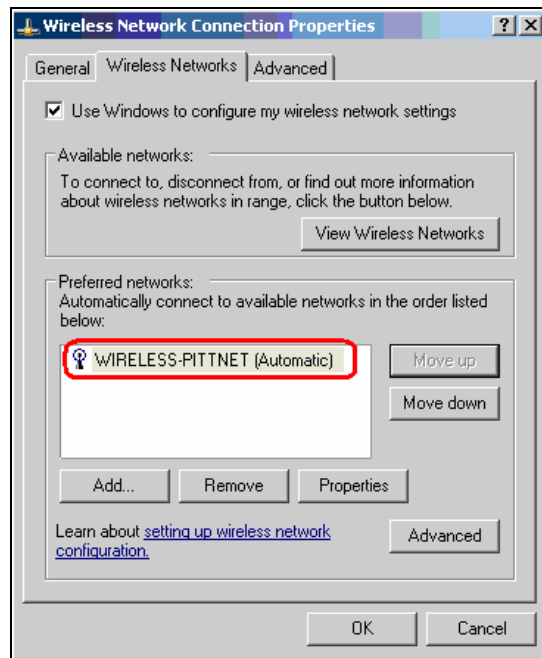 Wireless Network Connection Properties
General Wireless Networks Advanced
Use Windows to configure my wireless network settings
Available networks:
To connect to, disconnect from, or find out more information
about wireless networks in range, click the button below.
View Wireless Networks
Preferred networks:
Automatically connect to available networks in the order listed
below:
WIRELESS-PITTNET (Automatic)
Move up
Move down
Add... Remove Properties
Learn about setting up wireless network
configuration.
Advanced
OK Cancel